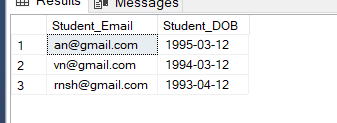 Results Messages
Student_Email Student_DOB
1 an@gmail.com 1995-03-12
2 vn@gmail.com 1994-03-12
3 rnsh@gmail.com 1993-04-12